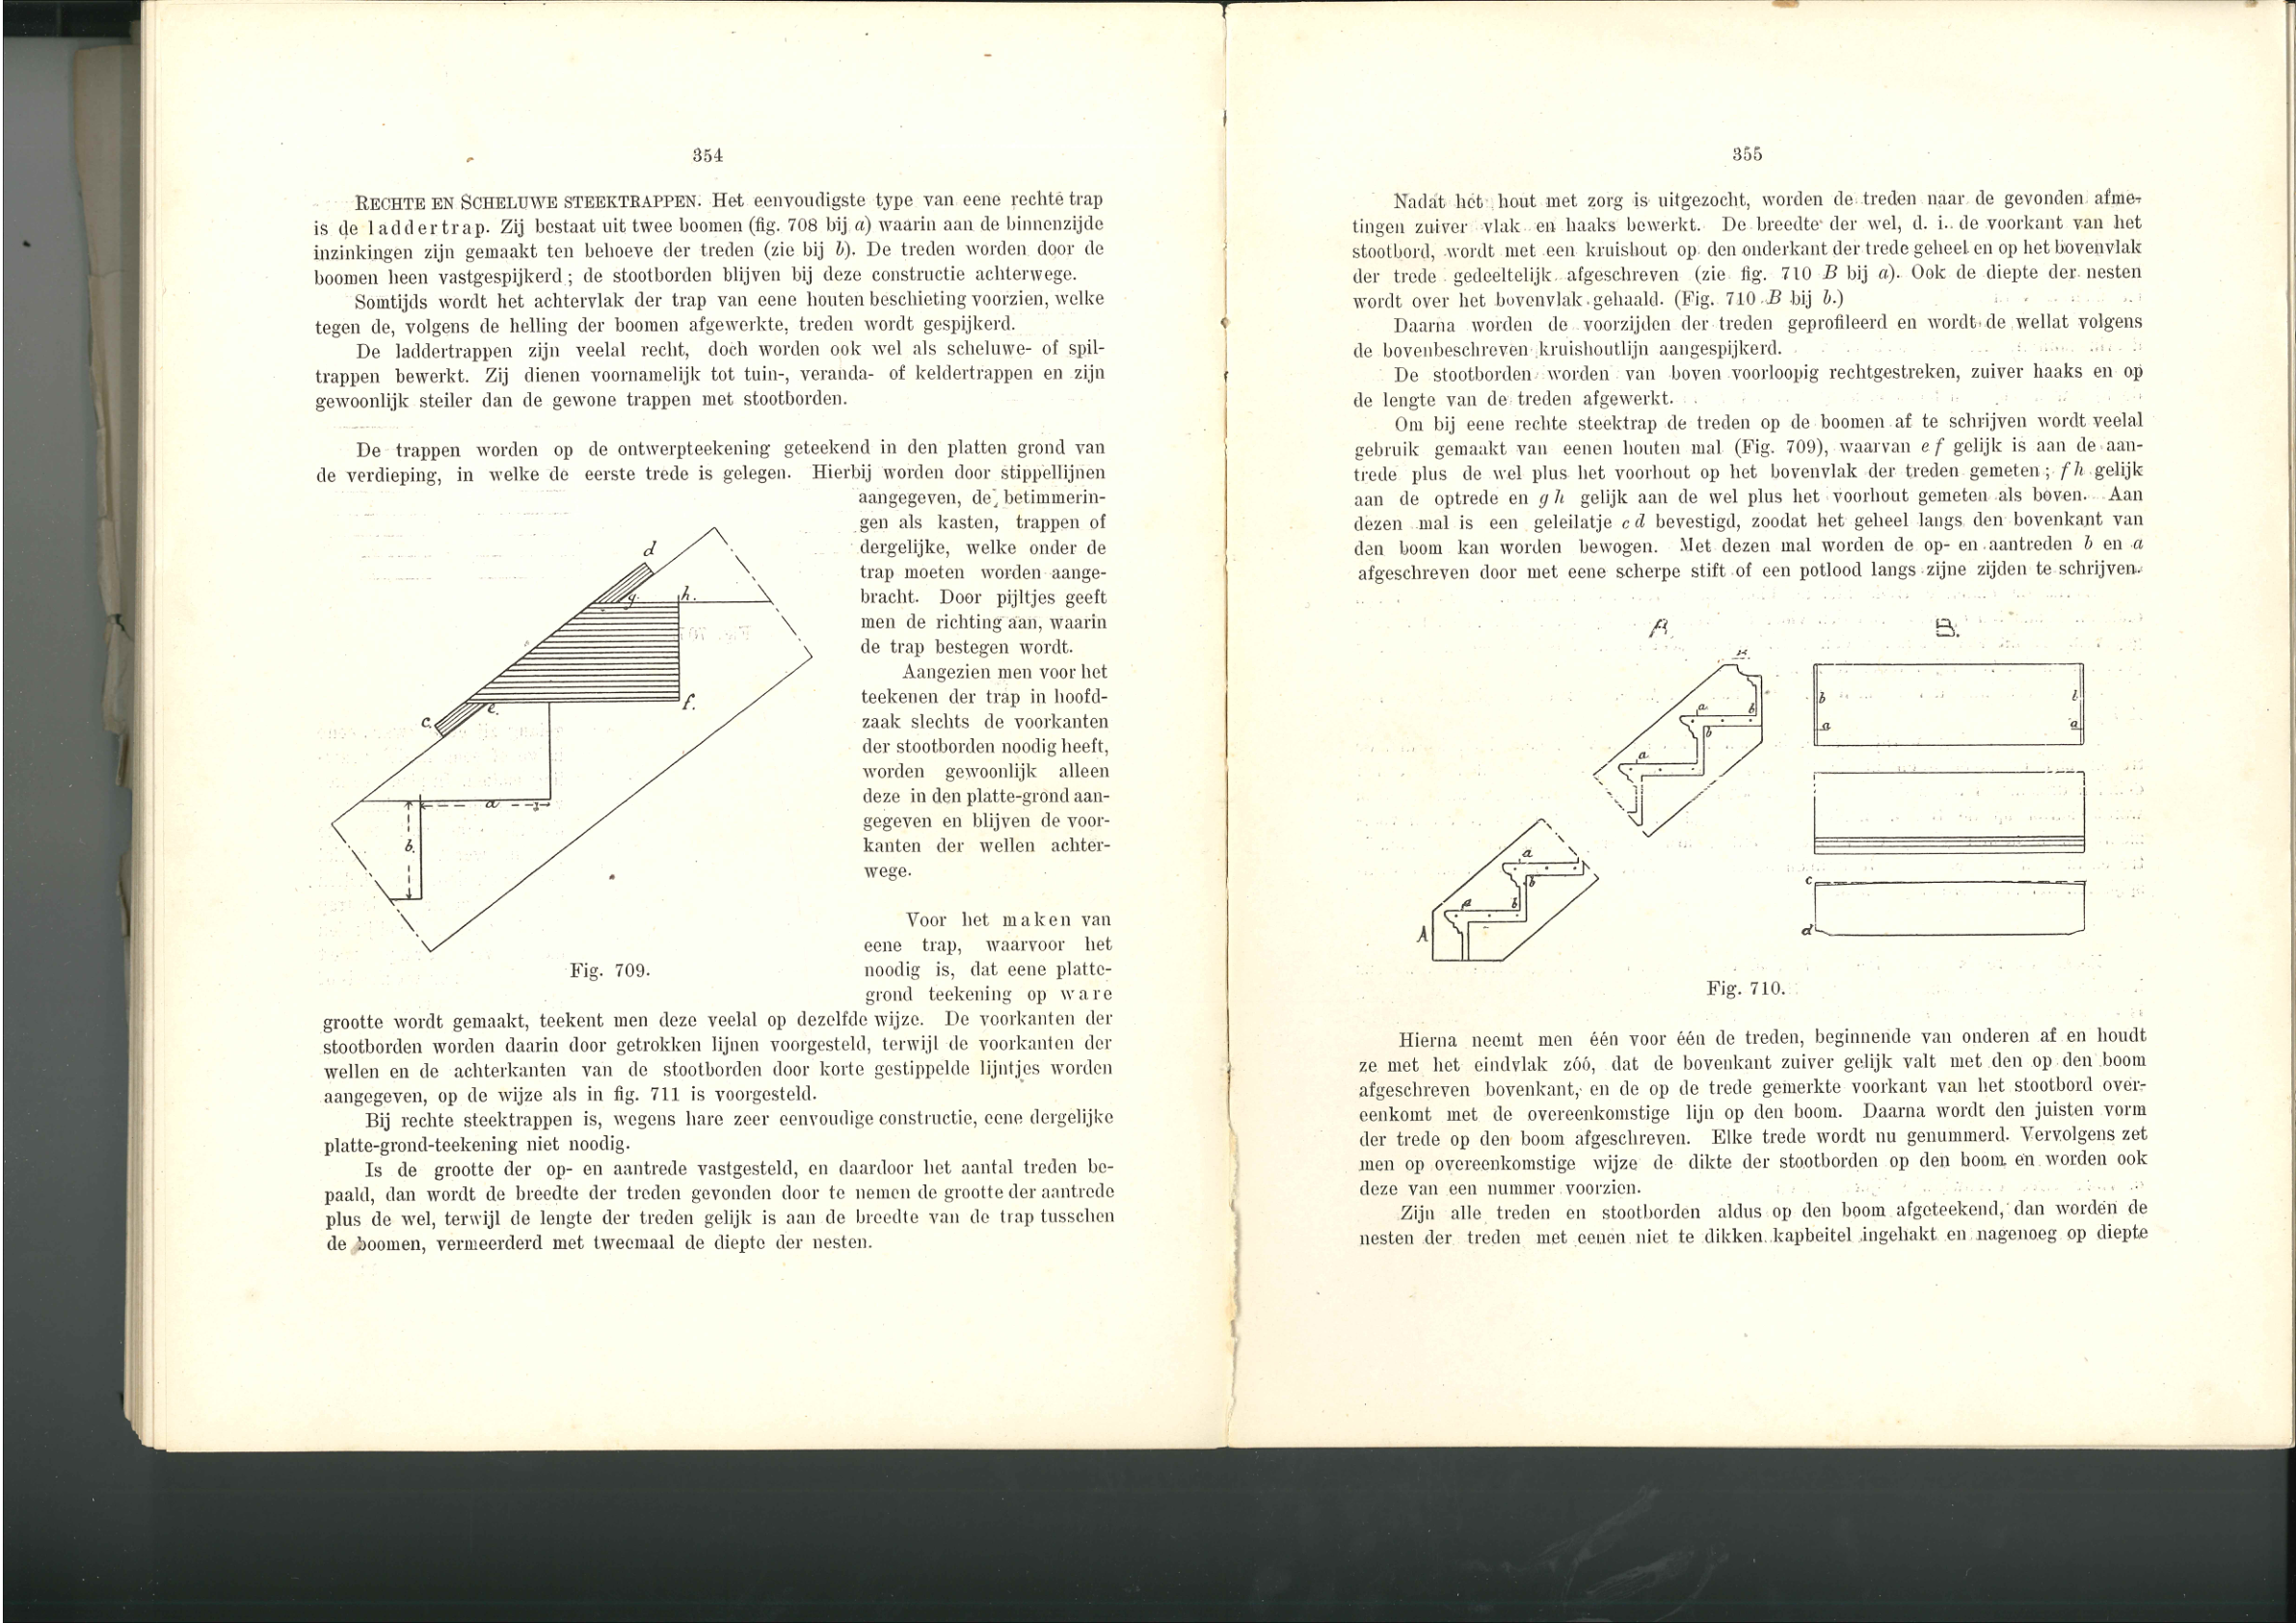 354
RECHTE EN SCHELUWE STEEKTRAPPEN. Het eenvoudigste type van eene rechte trap
is de laddertrap. Zij bestaat uit twee boomen (fig. 708 bij a) waarin aan de binnenzijde
inzinkingen zijn gemaakt ten behoeve der treden (zie bij b). De treden worden door de
boomen heen vastgespijkerd; de stootborden blijven bij deze constructie achterwege.
Somtijds wordt het achtervlak der trap van eene houten beschieting voorzien, welke
tegen de, volgens de helling der boomen afgewerkte, treden wordt gespijkerd.
De laddertrappen zijn veelal recht, doch worden ook wel als scheluwe- of spil-
trappen bewerkt. Zij dienen voornamelijk tot tuin-, veranda- of keldertrappen en zijn
gewoonlijk steiler dan de gewone trappen met stootborden.
De trappen worden op de ontwerpteekening geteekend in den platten grond van
de verdieping, in welke de eerste trede is gelegen. Hierbij worden door stippellijnen
aangegeven, de betimmerin-
gen als kasten, trappen of
dergelijke, welke onder de
trap moeten worden aange-
bracht. Door pijltjes geeft
men de richting aan, waarin
de trap bestegen wordt.
Aangezien men voor het
teekenen der trap in hoofd-
zaak slechts de voorkanten
der stootborden noodig heeft,
worden gewoonlijk alleen
deze in den platte-grond aan-
gegeven en blijven de voor-
kanten der wellen achter-
wege.
Voor het maken van
eene trap, waarvoor het
noodig is, dat eene platte-
grond teekening op ware
d
g.
h.
c.
e.
f.
a
b.
Fig. 709.
grootte wordt gemaakt, teekent men deze veelal op dezelfde wijze. De voorkanten der
stootborden worden daarin door getrokken lijnen voorgesteld, terwijl de voorkanten der
wellen en de achterkanten van de stootborden door korte gestippelde lijntjes worden
aangegeven, op de wijze als in fig. 711 is voorgesteld.
Bij rechte steektrappen is, wegens hare zeer eenvoudige constructie, eene dergelijke
platte-grond-teekening niet noodig.
Is de grootte der op- en aantrede vastgesteld, en daardoor het aantal treden be-
paald, dan wordt de breedte der treden gevonden door te nemen de grootte der aantrede
plus de wel, terwijl de lengte der treden gelijk is aan de breedte van de trap tusschen
de boomen, vermeerderd met tweemaal de diepte der nesten.
355
Nadat het hout met zorg is uitgezocht, worden de treden naar de gevonden afme-
tingen zuiver vlak en haaks bewerkt. De breedte der wel, d. i. de voorkant van het
stootbord, wordt met een kruishout op den onderkant der trede geheel en op het bovenvlak
der trede gedeeltelijk afgeschreven (zie fig. 710 B bij a). Ook de diepte der nesten
wordt over het bovenvlak gehaald. (Fig. 710 B bij b.)
Daarna worden de voorzijden der treden geprofileerd en wordt de wellat volgens
de bovenbeschreven kruishoutlijn aangespijkerd.
De stootborden worden van boven voorloopig rechtgestreken, zuiver haaks en op
de lengte van de treden afgewerkt.
Om bij eene rechte steektrap de treden op de boomen af te schrijven wordt veelal
gebruik gemaakt van eenen houten mal (Fig. 709), waarvan e f gelijk is aan de aan-
trede plus de wel plus het voorhout op het bovenvlak der treden gemeten; f h gelijk
aan de optrede en g h gelijk aan de wel plus het voorhout gemeten als boven. Aan
dezen mal is een geleilatje c d bevestigd, zoodat het geheel langs den bovenkant van
den boom kan worden bewogen. Met dezen mal worden de op- en aantreden b en a
afgeschreven door met eene scherpe stift of een potlood langs zijne zijden te schrijven.
A.
B.
a
b
b
a
a
b
b
a
A
b
b
a
a
c
d
Fig. 710.
Hierna neemt men één voor één de treden, beginnende van onderen af en houdt
ze met het eindvlak zóó, dat de bovenkant zuiver gelijk valt met den op den boom
afgeschreven bovenkant, en de op de trede gemerkte voorkant van het stootbord over-
eenkomt met de overeenkomstige lijn op den boom. Daarna wordt den juisten vorm
der trede op den boom afgeschreven. Elke trede wordt nu genummerd. Vervolgens zet
men op overeenkomstige wijze de dikte der stootborden op den boom en worden ook
deze van een nummer voorzien.
Zijn alle treden en stootborden aldus op den boom afgeteekend, dan worden de
nesten der treden met eenen niet te dikken kapbeitel ingehakt en nagenoeg op diepte